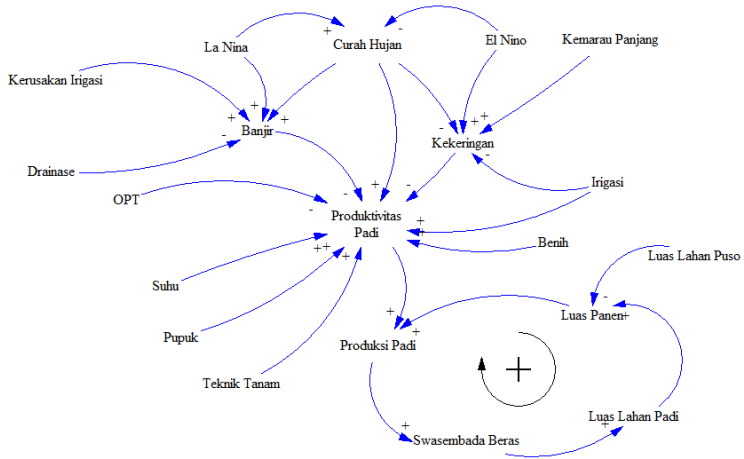 La Nina
Curah Hujan
El Nino
Kemarau Panjang
Kerusakan Irigasi
Banjir
Kekeringan
Drainase
OPT
Irigasi
Produktivitas
Padi
Benih
Luas Lahan Puso
Suhu
Pupuk
Luas Panen
Produksi Padi
Teknik Tanam
Luas Lahan Padi
Swasembada Beras